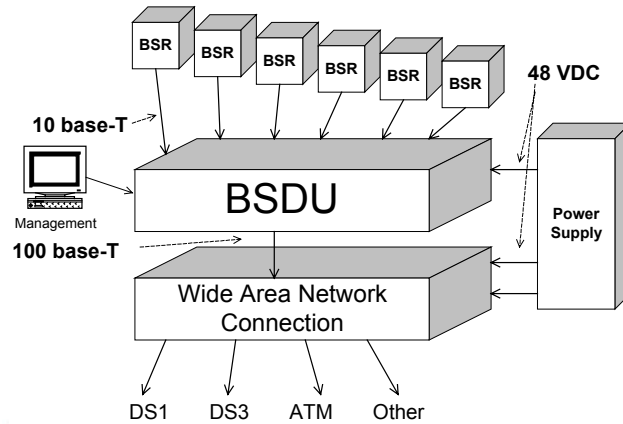 BSR
BSR
BSR
BSR
BSR
BSR
48 VDC
10 base-T
BSDU
Management
Power
Supply
100 base-T
Wide Area Network
Connection
DS1
DS3
ATM
Other